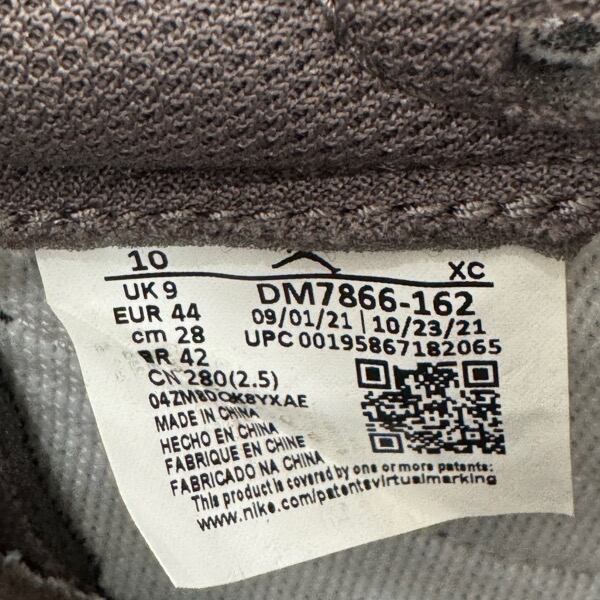 10 XC
UK 9 DM7866-162
EUR 44 09/01/21 | 10/23/21
cm 28 UPC 00195867182065
BR 42
CN 280(2.5)
MADE IN CHINA
HECHO EN CHINA
FABRIQUE EN CHINE
FABRICADO NA CHINA
This product is covered by one or more patents:
www.nike.com/patentsvirtualmarking